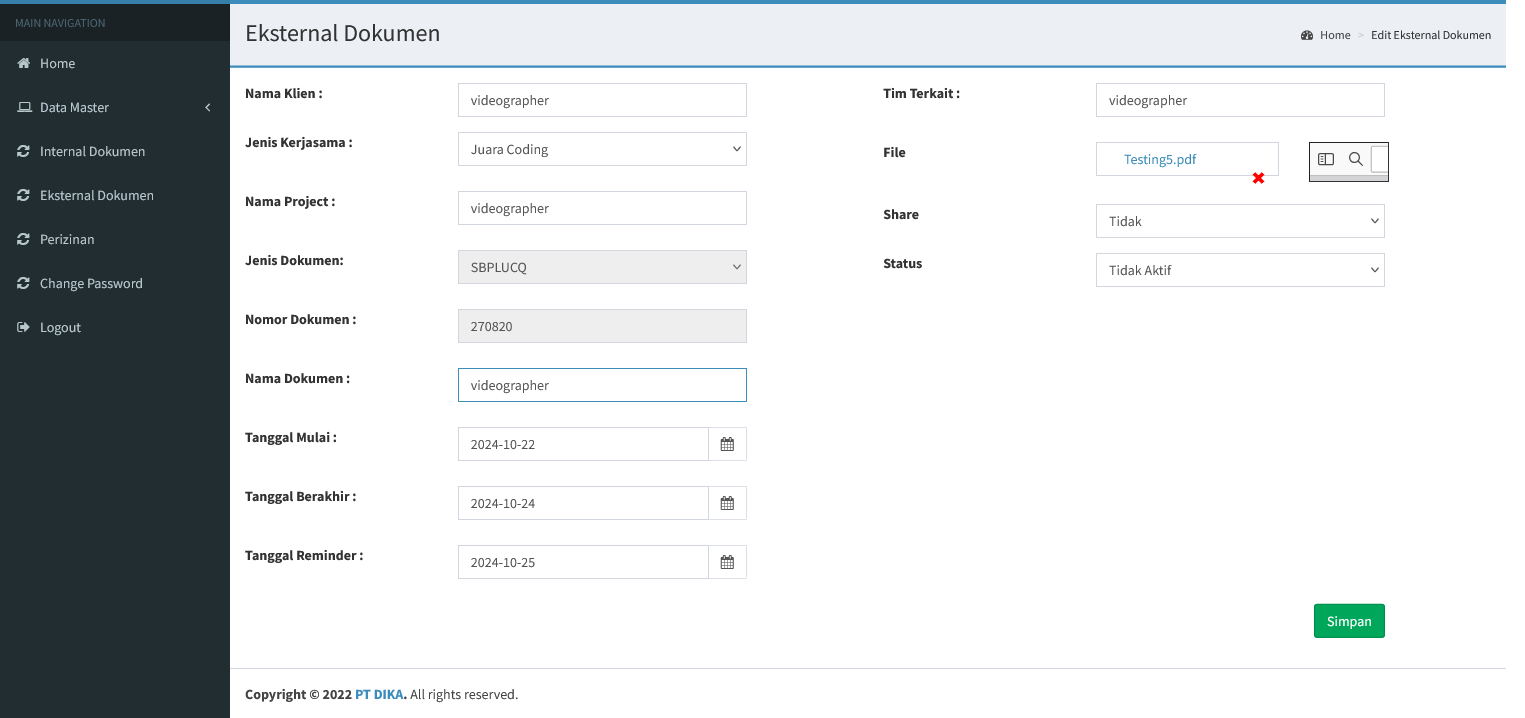 MAIN NAVIGATION
Home
Data Master
Internal Dokumen
Eksternal Dokumen
Perizinan
Change Password
Logout
Eksternal Dokumen
Home > Edit Eksternal Dokumen
Nama Klien : videographer
Jenis Kerjasama : Juara Coding
Nama Project : videographer
Jenis Dokumen: SBPLUCQ
Nomor Dokumen : 270820
Nama Dokumen : videographer
Tanggal Mulai : 2024-10-22
Tanggal Berakhir : 2024-10-24
Tanggal Reminder : 2024-10-25
Tim Terkait : videographer
File Testing5.pdf
Share Tidak
Status Tidak Aktif
Simpan
Copyright © 2022 PT DIKA. All rights reserved.